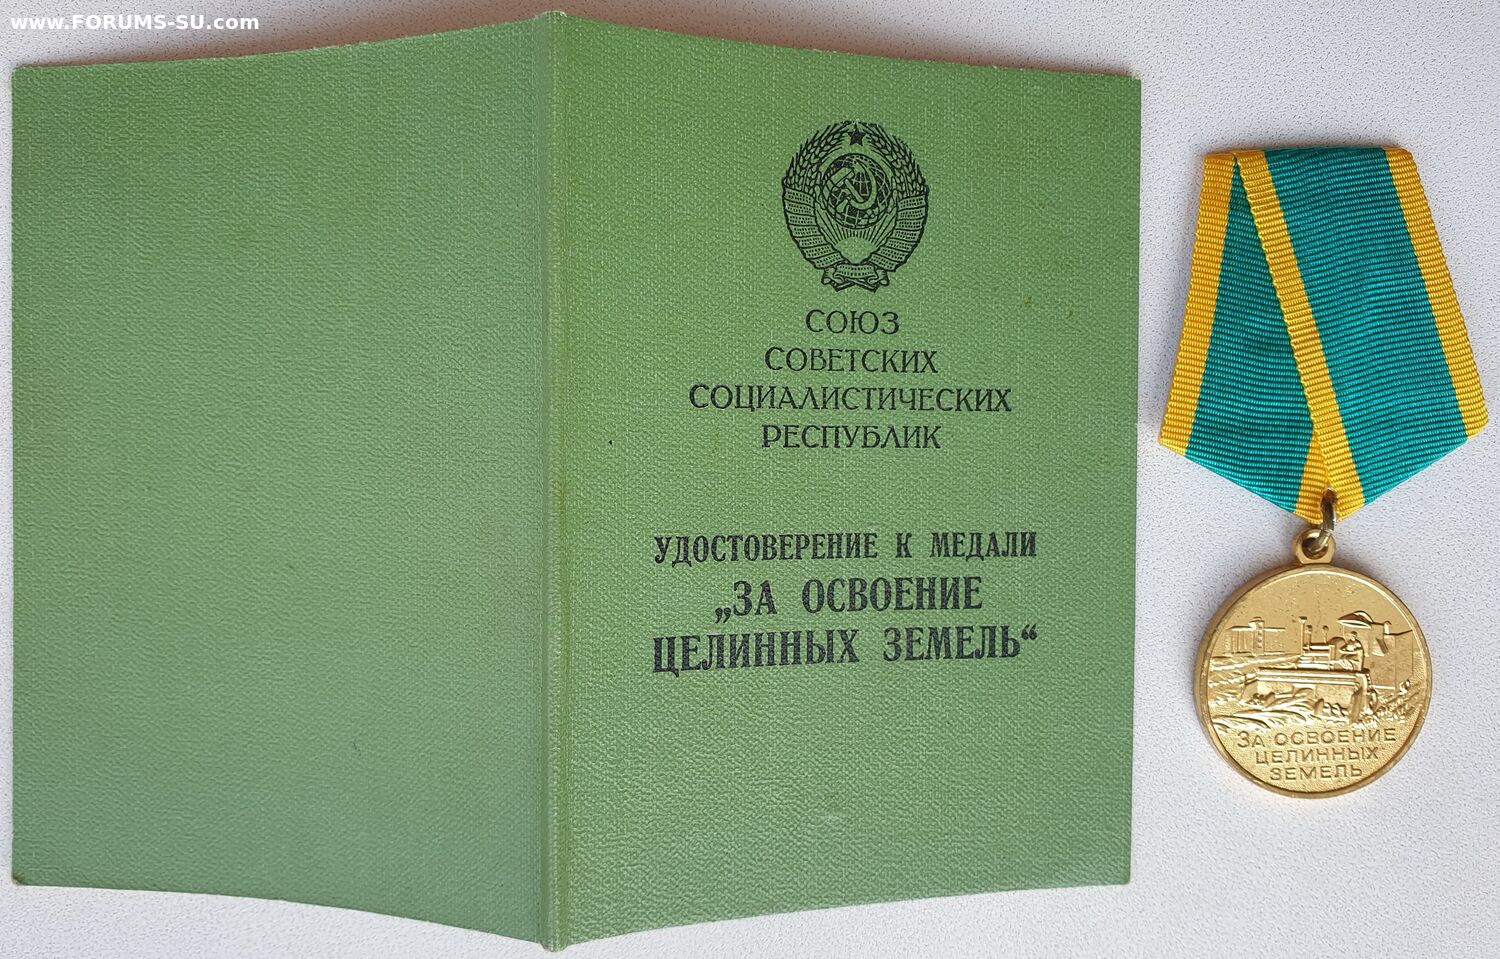 www.FORUMS-SU.com
СОЮЗ
СОВЕТСКИХ
СОЦИАЛИСТИЧЕСКИХ
РЕСПУБЛИК
УДОСТОВЕРЕНИЕ К МЕДАЛИ
„ЗА ОСВОЕНИЕ
ЦЕЛИННЫХ ЗЕМЕЛЬ“
ЗА ОСВОЕНИЕ
ЦЕЛИННЫХ
ЗЕМЕЛЬ